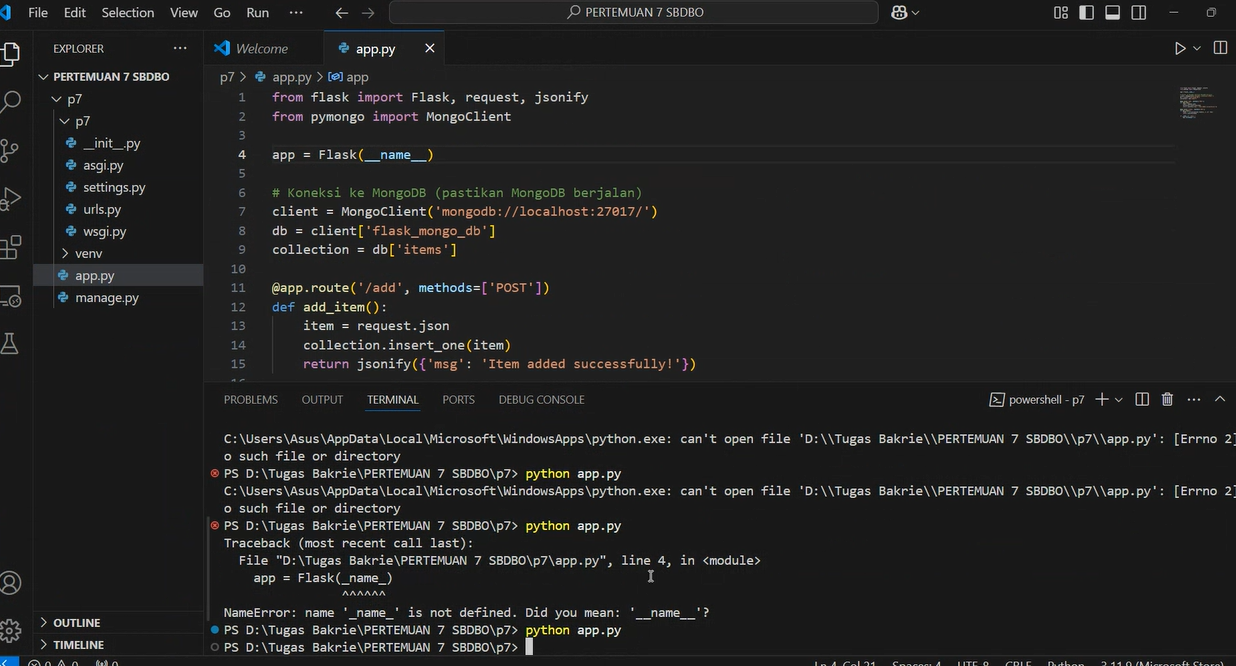 File Edit Selection View Go Run ··· PERTEMUAN 7 SBDBO
EXPLORER ···
PERTEMUAN 7 SBDBO
p7
p7
__init__.py
asgi.py
settings.py
urls.py
wsgi.py
venv
app.py
manage.py
OUTLINE
TIMELINE
Welcome app.py
p7 > app.py > app
1 from flask import Flask, request, jsonify
2 from pymongo import MongoClient
3
4 app = Flask(__name__)
5
6 # Koneksi ke MongoDB (pastikan MongoDB berjalan)
7 client = MongoClient('mongodb://localhost:27017/')
8 db = client['flask_mongo_db']
9 collection = db['items']
10
11 @app.route('/add', methods=['POST'])
12 def add_item():
13 item = request.json
14 collection.insert_one(item)
15 return jsonify({'msg': 'Item added successfully!'})
PROBLEMS OUTPUT TERMINAL PORTS DEBUG CONSOLE powershell - p7
C:\Users\Asus\AppData\Local\Microsoft\WindowsApps\python.exe: can't open file 'D:\\Tugas Bakrie\\PERTEMUAN 7 SBDBO\\p7\\app.py': [Errno 2]
o such file or directory
PS D:\Tugas Bakrie\PERTEMUAN 7 SBDBO\p7> python app.py
C:\Users\Asus\AppData\Local\Microsoft\WindowsApps\python.exe: can't open file 'D:\\Tugas Bakrie\\PERTEMUAN 7 SBDBO\\p7\\app.py': [Errno 2]
o such file or directory
PS D:\Tugas Bakrie\PERTEMUAN 7 SBDBO\p7> python app.py
Traceback (most recent call last):
File "D:\Tugas Bakrie\PERTEMUAN 7 SBDBO\p7\app.py", line 4, in <module>
app = Flask(_name_)
^^^^^^
NameError: name '_name_' is not defined. Did you mean: '__name__'?
PS D:\Tugas Bakrie\PERTEMUAN 7 SBDBO\p7> python app.py
PS D:\Tugas Bakrie\PERTEMUAN 7 SBDBO\p7>
0 0 0 Ln 4, Col 21 Spaces: 4 UTF-8 CRLF Python 3.11.9 (Microsoft Store)